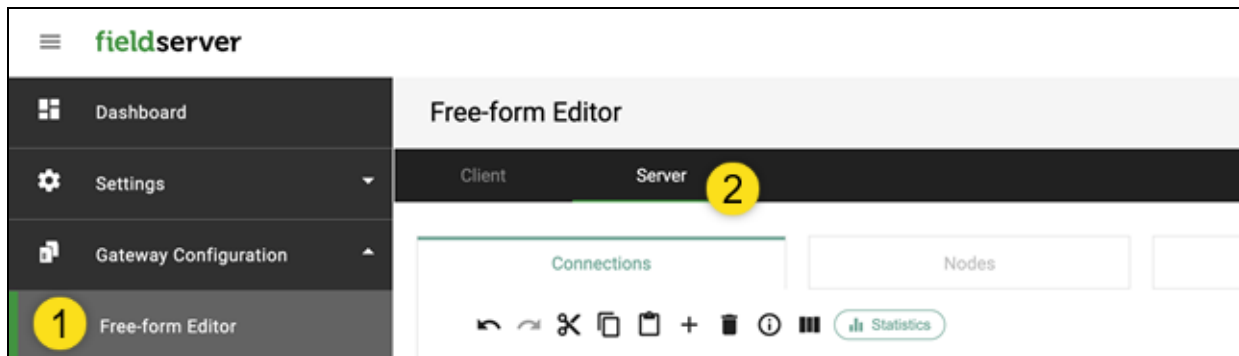 fieldserver
Dashboard
Settings
Gateway Configuration
1 Free-form Editor
Free-form Editor
Client Server 2
Connections Nodes
Statistics